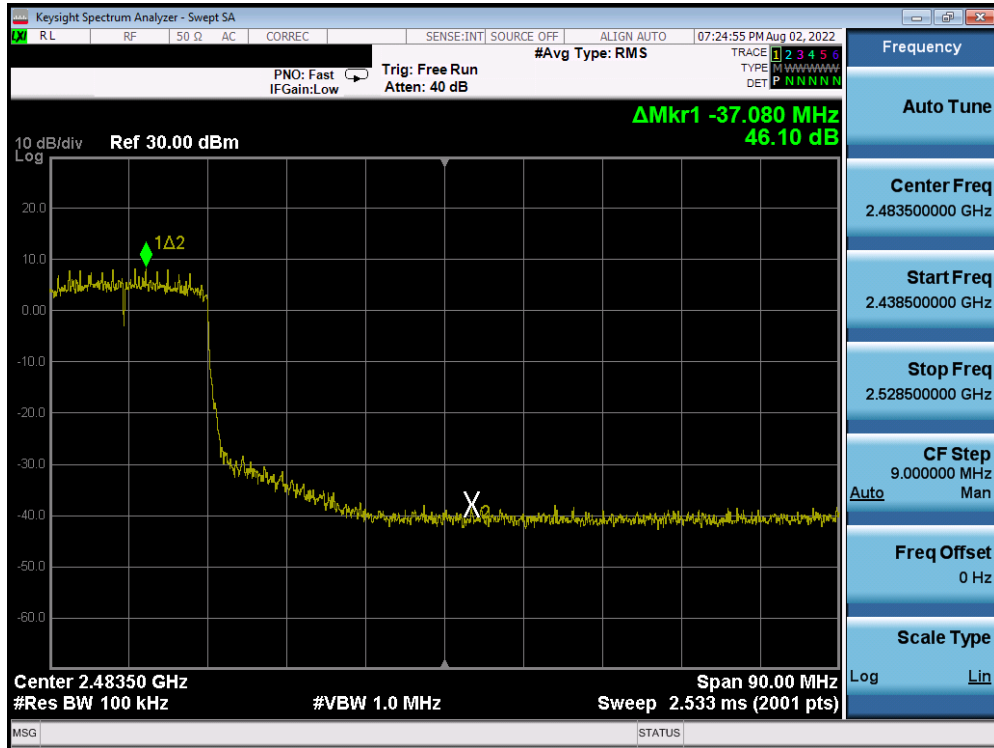 Keysight Spectrum Analyzer - Swept SA
LXI RL RF 50 Ω AC CORREC SENSE:INT SOURCE OFF ALIGN AUTO 07:24:55 PM Aug 02, 2022
#Avg Type: RMS
TRACE 1 2 3 4 5 6
PNO: Fast Trig: Free Run
TYPE M W W W W W
IFGain:Low Atten: 40 dB
DET P N N N N N
ΔMkr1 -37.080 MHz
46.10 dB
10 dB/div Ref 30.00 dBm
Log
20.0
1Δ2
10.0
0.00
-10.0
-20.0
-30.0
-40.0
2
-50.0
-60.0
Center 2.48350 GHz Span 90.00 MHz
#Res BW 100 kHz #VBW 1.0 MHz Sweep 2.533 ms (2001 pts)
MSG STATUS
Frequency
Auto Tune
Center Freq
2.483500000 GHz
Start Freq
2.438500000 GHz
Stop Freq
2.528500000 GHz
CF Step
9.000000 MHz
Auto Man
Freq Offset
0 Hz
Scale Type
Log Lin